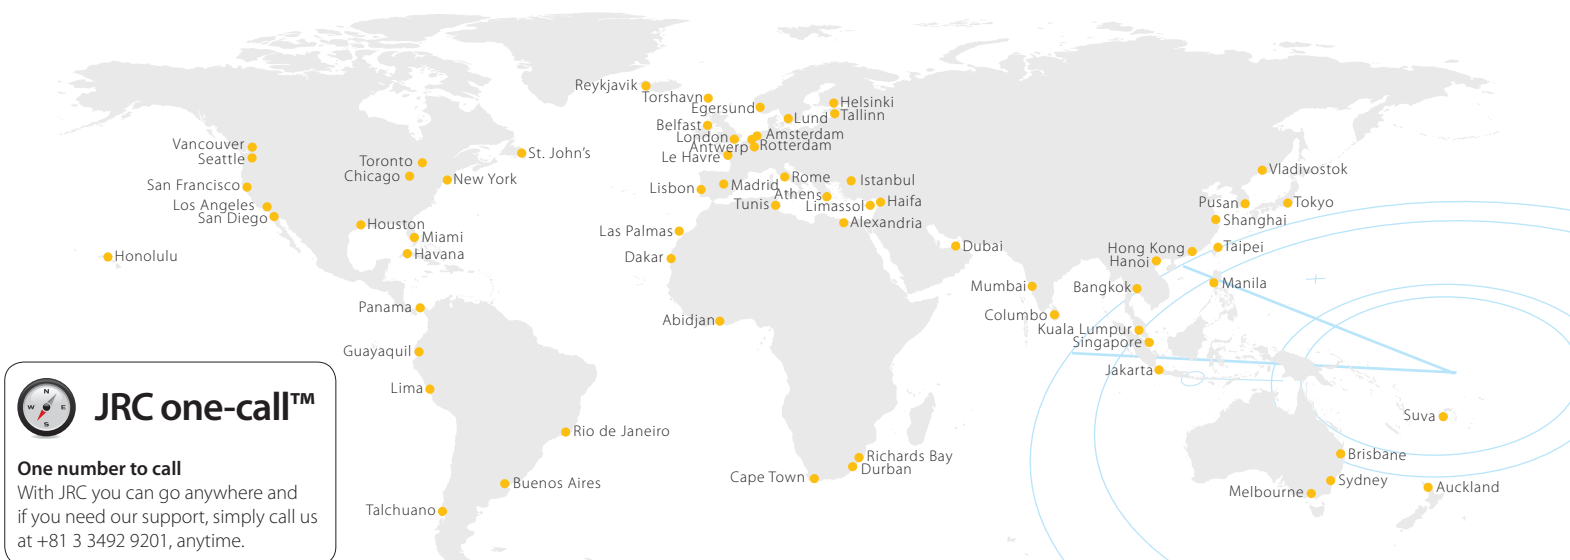 Reykjavik
Torshavn
Egersund
Helsinki
Tallinn
Lund
Belfast
London
Amsterdam
Antwerp
Rotterdam
Le Havre
Vancouver
Seattle
Toronto
Chicago
St. John's
New York
San Francisco
Los Angeles
San Diego
Houston
Miami
Havana
Honolulu
Lisbon
Madrid
Rome
Athens
Istanbul
Tunis
Limassol
Haifa
Alexandria
Las Palmas
Dakar
Dubai
Vladivostok
Pusan
Tokyo
Shanghai
Hong Kong
Taipei
Hanoi
Mumbai
Bangkok
Manila
Columbo
Kuala Lumpur
Singapore
Jakarta
Panama
Abidjan
Guayaquil
Lima
Rio de Janeiro
Buenos Aires
Talchuano
Richards Bay
Durban
Cape Town
Suva
Brisbane
Sydney
Melbourne
Auckland
N
W
E
S
JRC one-call™
One number to call
With JRC you can go anywhere and
if you need our support, simply call us
at +81 3 3492 9201, anytime.